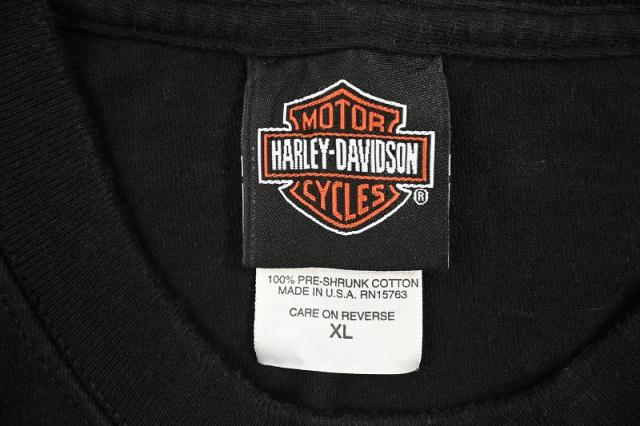 MOTOR
HARLEY-DAVIDSON
CYCLES
®
100% PRE-SHRUNK COTTON
MADE IN U.S.A. RN15763
CARE ON REVERSE
XL